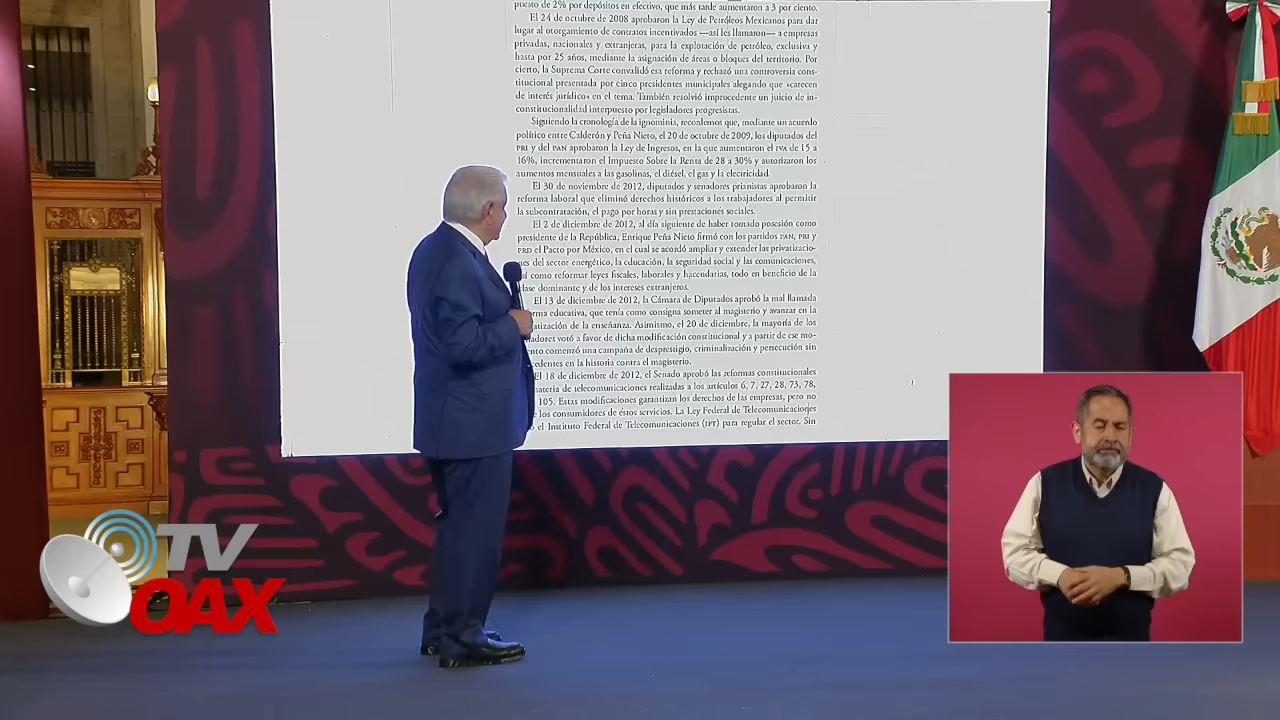 puesto de 2% por depósitos en efectivo, que más tarde aumentaron a 3 por ciento.
El 24 de octubre de 2008 aprobaron la Ley de Petróleos Mexicanos para dar
lugar al otorgamiento de contratos incentivados —así les llamaron— a empresas
privadas, nacionales y extranjeras, para la explotación de petróleo, exclusiva y
hasta por 25 años, mediante la asignación de áreas o bloques del territorio. Por
cierto, la Suprema Corte convalidó esa reforma y rechazó una controversia cons-
titucional presentada por cinco presidentes municipales alegando que «carecen
de interés jurídico» en el tema. También resolvió improcedente un juicio de in-
constitucionalidad interpuesto por legisladores progresistas.
Siguiendo la cronología de la ignominia, recordemos que, mediante un acuerdo
político entre Calderón y Peña Nieto, el 20 de octubre de 2009, los diputados del
PRI y del PAN aprobaron la Ley de Ingresos, en la que aumentaron el IVA de 15 a
16%, incrementaron el Impuesto Sobre la Renta de 28 a 30% y autorizaron los
aumentos mensuales a las gasolinas, el diésel, el gas y la electricidad.
El 30 de noviembre de 2012, diputados y senadores prianistas aprobaron la
reforma laboral que eliminó derechos históricos a los trabajadores al permitir
la subcontratación, el pago por horas y sin prestaciones sociales.
El 2 de diciembre de 2012, al día siguiente de haber tomado posesión como
presidente de la República, Enrique Peña Nieto firmó con los partidos PAN, PRI y
PRD el Pacto por México, en el cual se acordó ampliar y extender las privatizacio-
nes del sector energético, la educación, la seguridad social y las comunicaciones,
así como reformar leyes fiscales, laborales y hacendarias, todo en beneficio de la
clase dominante y de los intereses extranjeros.
El 13 de diciembre de 2012, la Cámara de Diputados aprobó la mal llamada
rma educativa, que tenía como consigna someter al magisterio y avanzar en la
atización de la enseñanza. Asimismo, el 20 de diciembre, la mayoría de los
adores votó a favor de dicha modificación constitucional y a partir de ese mo-
nto comenzó una campaña de desprestigio, criminalización y persecución sin
cedentes en la historia contra el magisterio.
El 18 de diciembre de 2012, el Senado aprobó las reformas constitucionales
materia de telecomunicaciones realizadas a los artículos 6, 7, 27, 28, 73, 78,
105. Estas modificaciones garantizan los derechos de las empresas, pero no
los consumidores de éstos servicios. La Ley Federal de Telecomunicaciones
el Instituto Federal de Telecomunicaciones (IFT) para regular el sector. Sin
TV
OAX